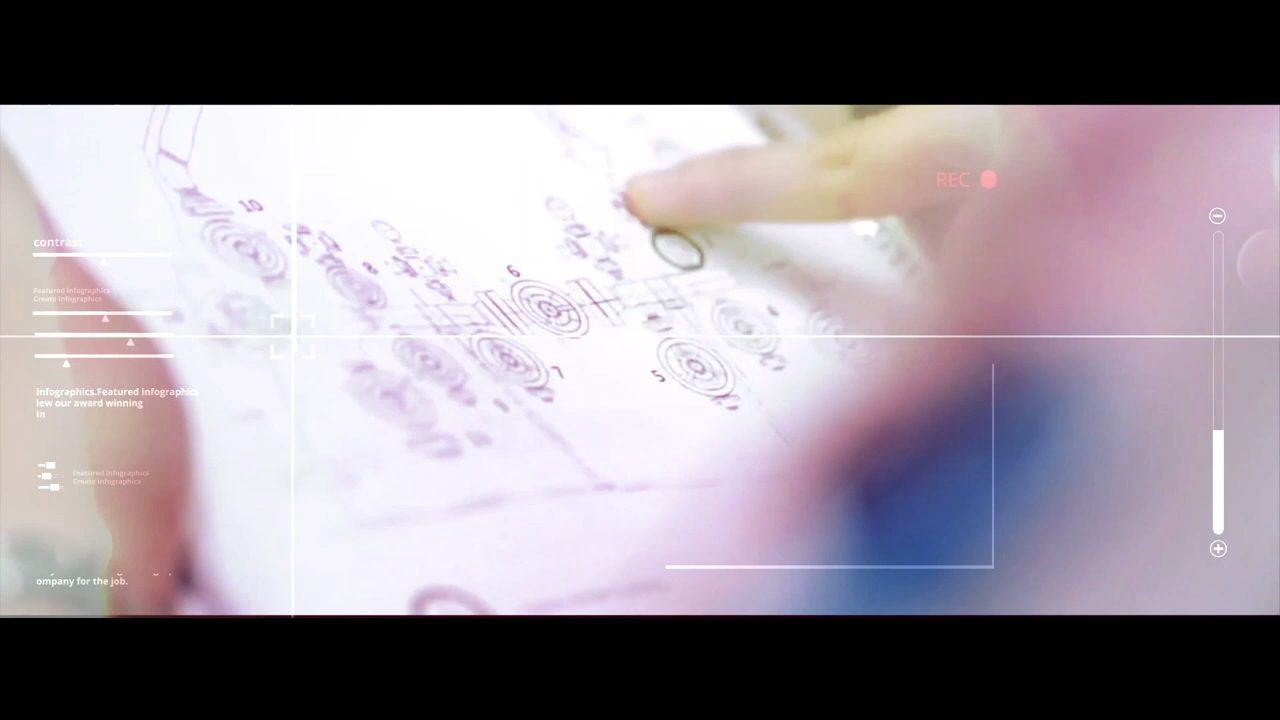 REC
contrast
Featured Infographics
Create Infographics
infographics.Featured infographics
lew our award winning
in
Featured Infographics
Create Infographics
ompany for the job.
10
8
6
7
5